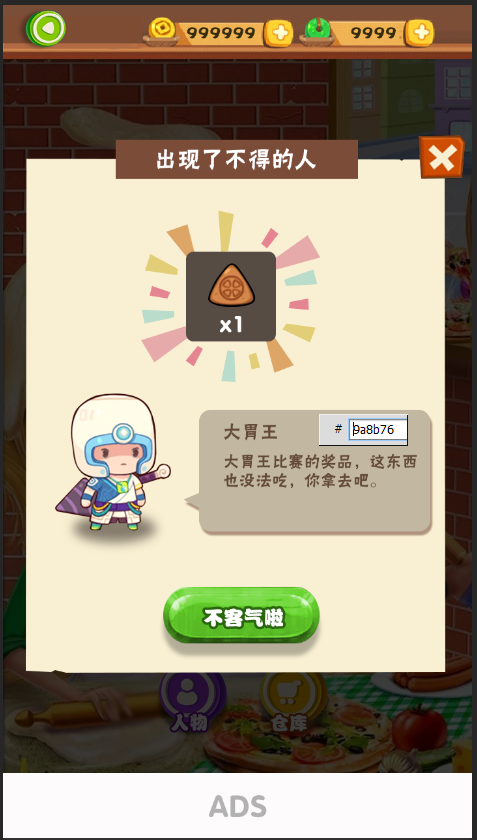 999999
9999
出现了不得的人
x1
大胃王
# 9a8b76
大胃王比赛的奖品，这东西
也没法吃，你拿去吧。
不客气啦
人物
仓库
ADS